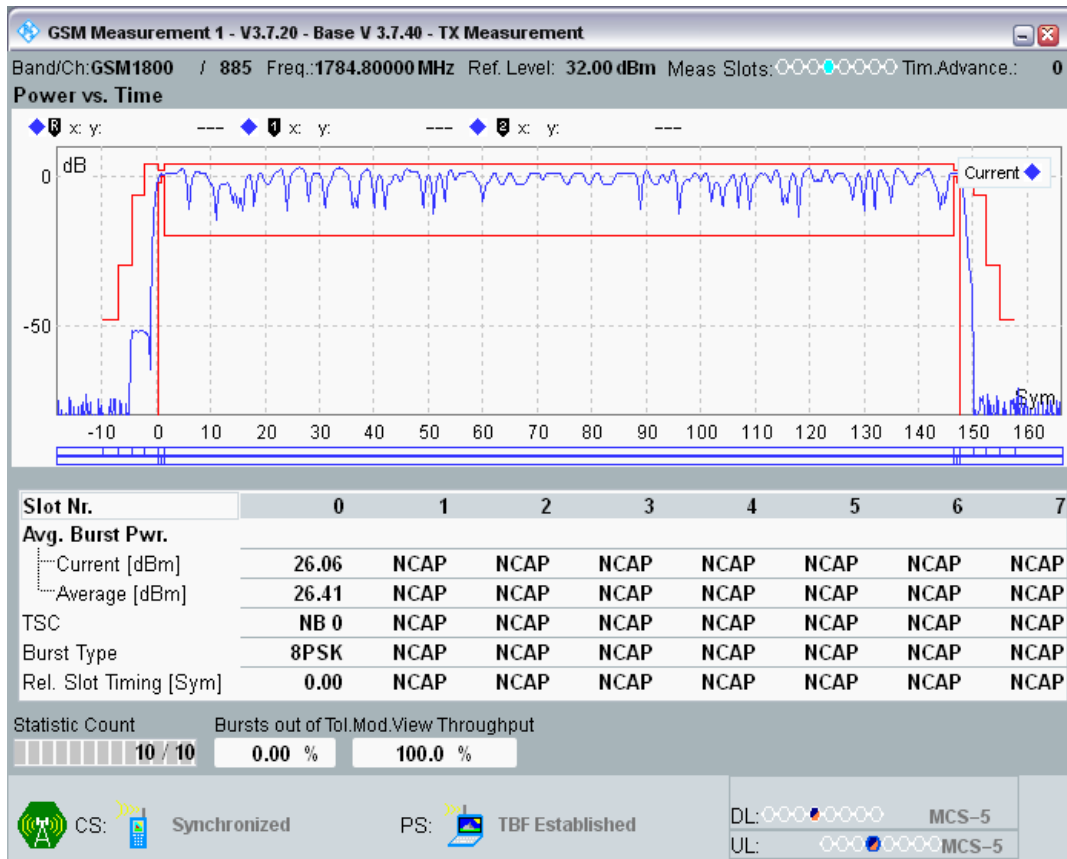 GSM Measurement 1 - V3.7.20 - Base V 3.7.40 - TX Measurement
Band/Ch:GSM1800 / 885 Freq.:1784.80000 MHz Ref. Level: 32.00 dBm Meas Slots: Tim.Advance.: 0
Power vs. Time
R x: y: --- 1 x: y: --- 2 x: y: ---
dB
0
Current
-50
Sym
-10 0 10 20 30 40 50 60 70 80 90 100 110 120 130 140 150 160
Slot Nr. 0 1 2 3 4 5 6 7
Avg. Burst Pwr.
Current [dBm] 26.06 NCAP NCAP NCAP NCAP NCAP NCAP NCAP
Average [dBm] 26.41 NCAP NCAP NCAP NCAP NCAP NCAP NCAP
TSC NB 0 NCAP NCAP NCAP NCAP NCAP NCAP NCAP
Burst Type 8PSK NCAP NCAP NCAP NCAP NCAP NCAP NCAP
Rel. Slot Timing [Sym] 0.00 NCAP NCAP NCAP NCAP NCAP NCAP NCAP
Statistic Count Bursts out of Tol.Mod.View Throughput
10 / 10 0.00 % 100.0 %
CS: Synchronized PS: TBF Established
DL: MCS-5
UL: MCS-5